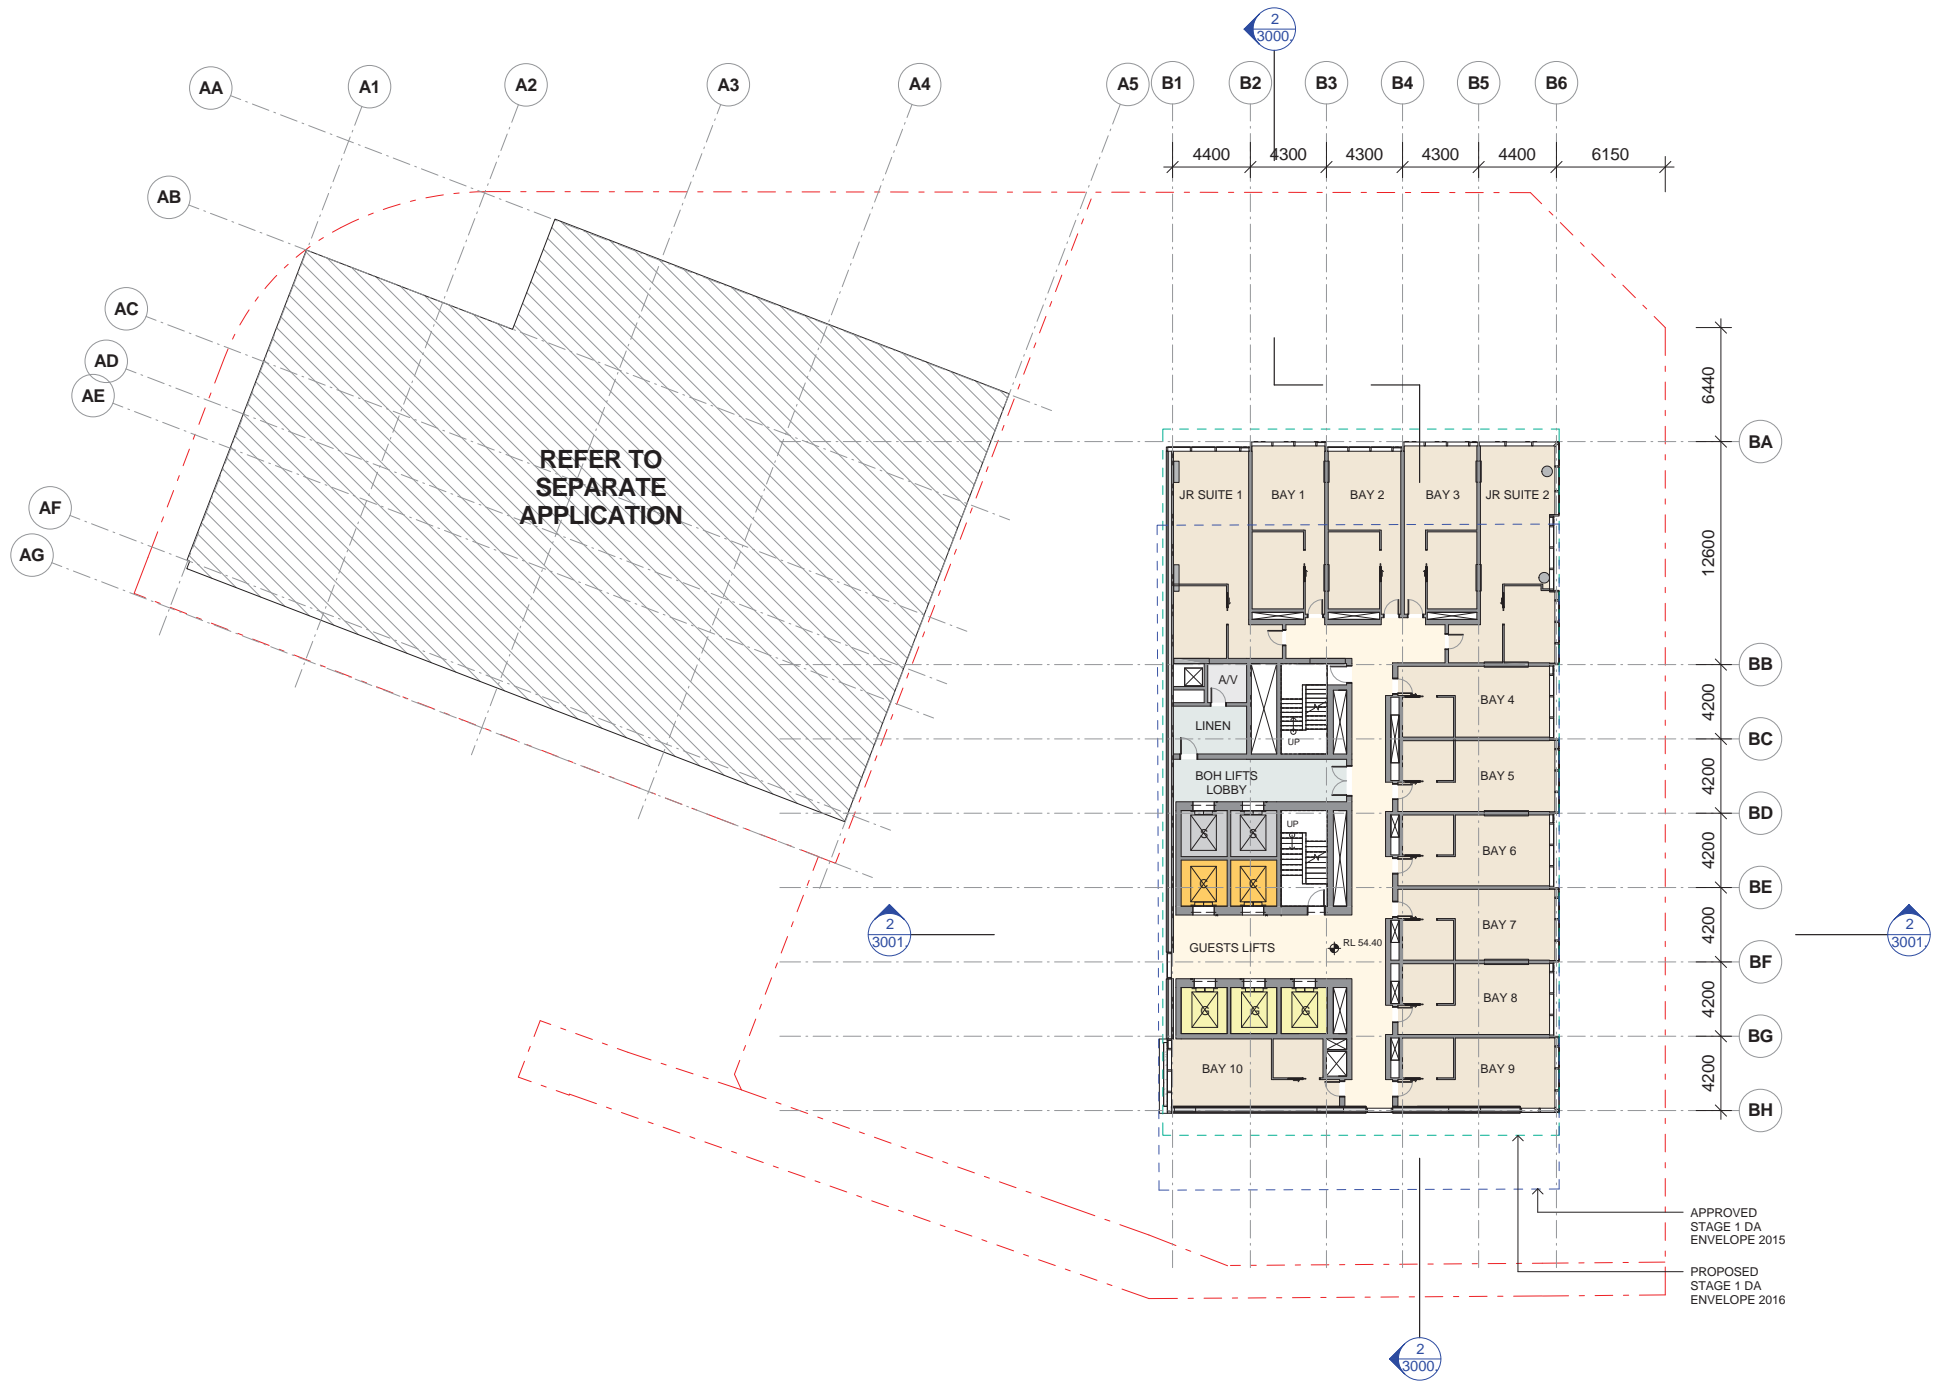 2
3000.
AA
A1
A2
A3
A4
A5
B1
B2
B3
B4
B5
B6
4400
4300
4300
4300
4400
6150
AB
AC
AD
AE
AF
AG
REFER TO
SEPARATE
APPLICATION
6440
BA
12600
BB
4200
BC
4200
BD
4200
BE
4200
BF
4200
BG
4200
BH
JR SUITE 1
BAY 1
BAY 2
BAY 3
JR SUITE 2
A/V
LINEN
UP
BAY 4
BOH LIFTS
LOBBY
BAY 5
UP
S
S
BAY 6
C
C
BAY 7
GUESTS LIFTS
RL 54.40
BAY 8
G
G
G
BAY 10
BAY 9
2
3001.
2
3001.
APPROVED
STAGE 1 DA
ENVELOPE 2015
PROPOSED
STAGE 1 DA
ENVELOPE 2016
2
3000.